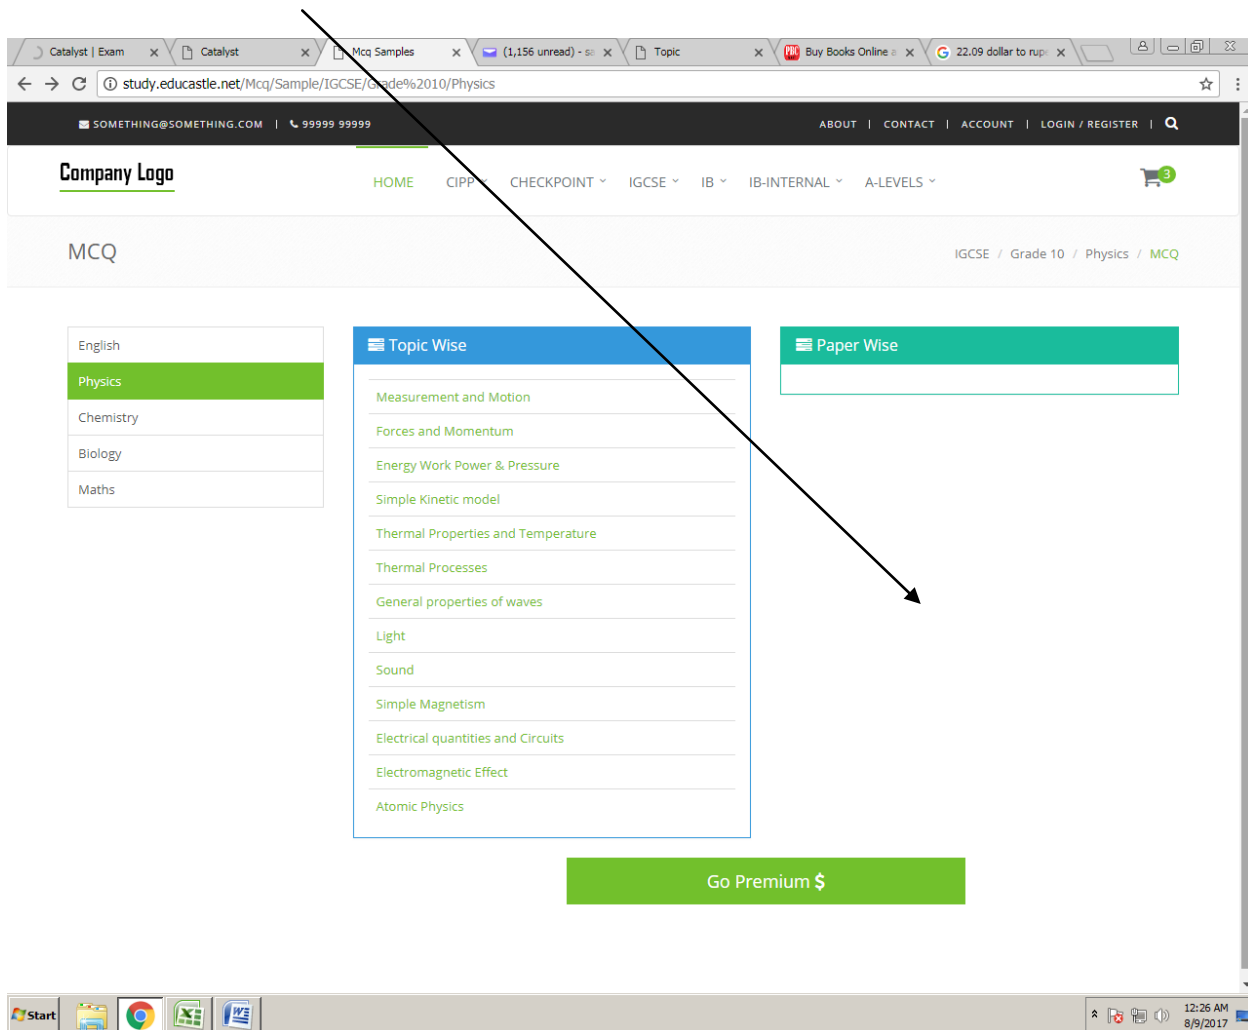 Catalyst | Exam Catalyst Mcq Samples (1,156 unread) - sa Topic Buy Books Online a 22.09 dollar to rup
study.educastle.net/Mcq/Sample/IGCSE/Grade%2010/Physics
SOMETHING@SOMETHING.COM | 99999 99999 ABOUT | CONTACT | ACCOUNT | LOGIN / REGISTER |
Company Logo HOME CIPP CHECKPOINT IGCSE IB IB-INTERNAL A-LEVELS 3
MCQ IGCSE / Grade 10 / Physics / MCQ
English
Physics
Chemistry
Biology
Maths
Topic Wise
Measurement and Motion
Forces and Momentum
Energy Work Power & Pressure
Simple Kinetic model
Thermal Properties and Temperature
Thermal Processes
General properties of waves
Light
Sound
Simple Magnetism
Electrical quantities and Circuits
Electromagnetic Effect
Atomic Physics
Paper Wise
Go Premium $
Start 12:26 AM
8/9/2017